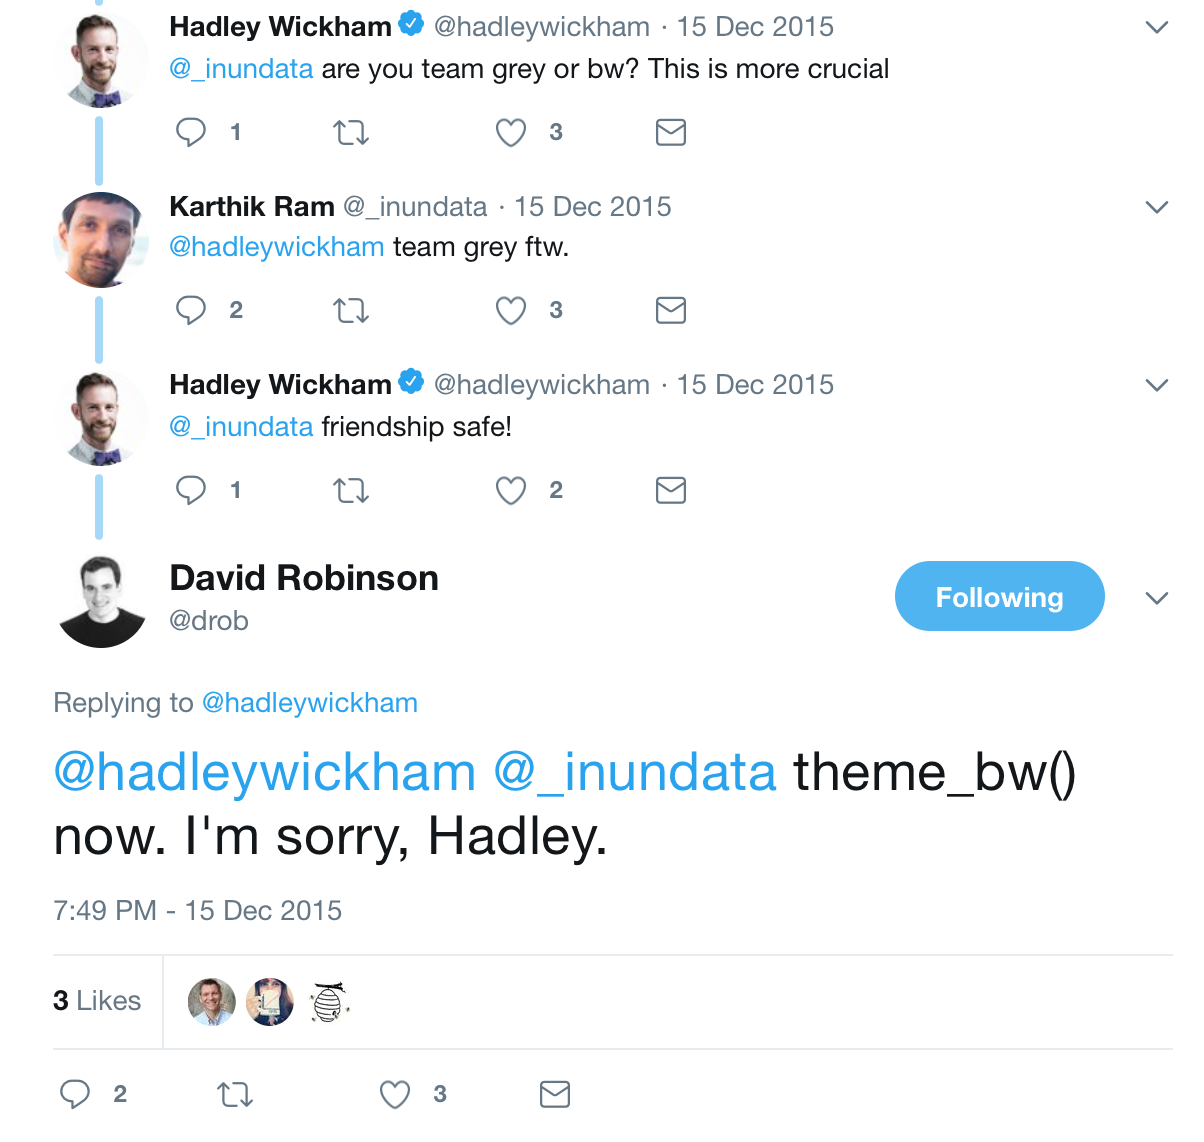 Hadley Wickham @hadleywickham · 15 Dec 2015
@_inundata are you team grey or bw? This is more crucial
1 3
Karthik Ram @_inundata · 15 Dec 2015
@hadleywickham team grey ftw.
2 3
Hadley Wickham @hadleywickham · 15 Dec 2015
@_inundata friendship safe!
1 2
David Robinson
@drob
Following
Replying to @hadleywickham
@hadleywickham @_inundata theme_bw()
now. I'm sorry, Hadley.
7:49 PM - 15 Dec 2015
3 Likes
2 3